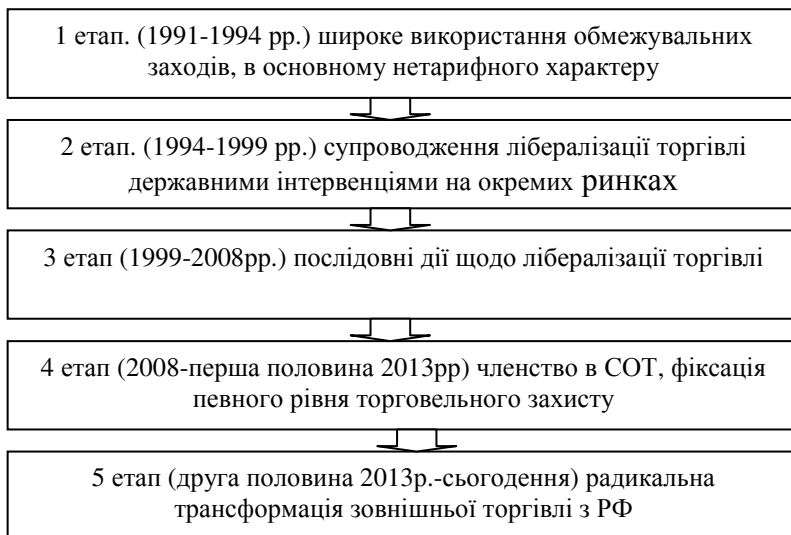 1 етап. (1991-1994 рр.) широке використання обмежувальних
заходів, в основному нетарифного характеру
2 етап. (1994-1999 рр.) супроводження лібералізації торгівлі
державними інтервенціями на окремих ринках
3 етап (1999-2008рр.) послідовні дії щодо лібералізації торгівлі
4 етап (2008-перша половина 2013рр) членство в СОТ, фіксація
певного рівня торговельного захисту
5 етап (друга половина 2013р.-сьогодення) радикальна
трансформація зовнішньої торгівлі з РФ